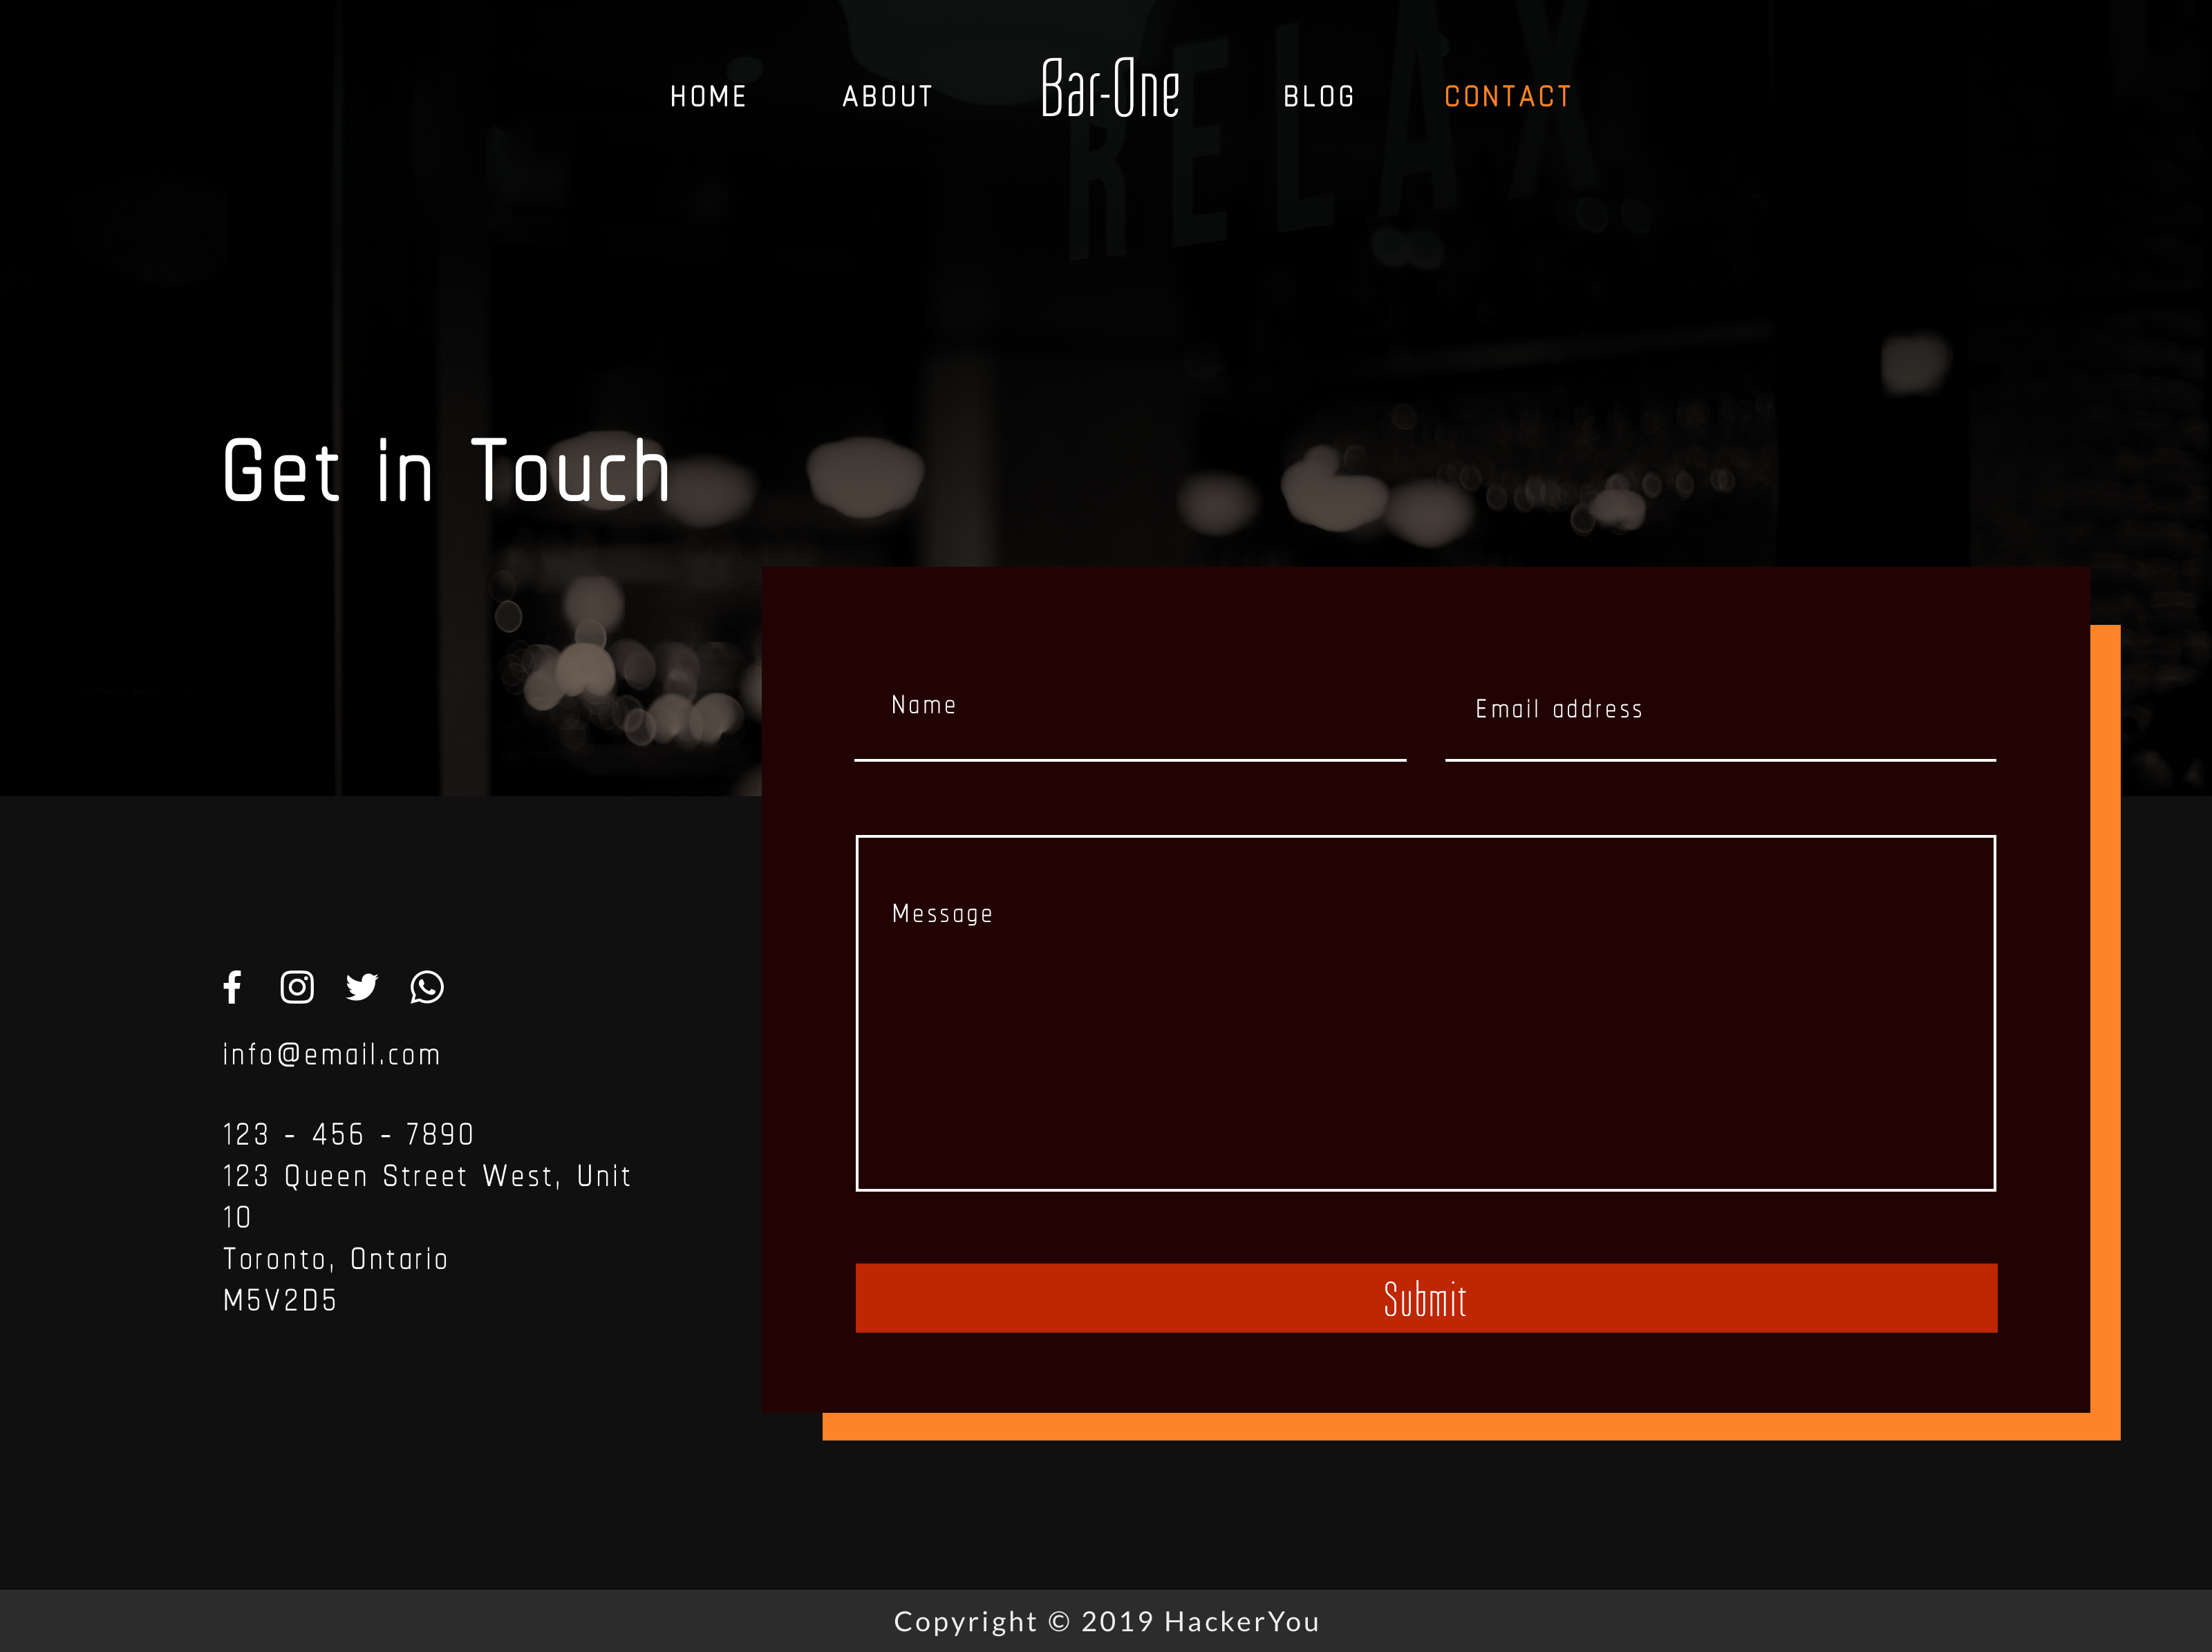 HOME ABOUT Bar-One BLOG CONTACT
RELAX
Get in Touch
Name
Email address
Message
info@email.com
123 - 456 - 7890
123 Queen Street West, Unit
10
Toronto, Ontario
M5V2D5
Submit
Copyright © 2019 HackerYou